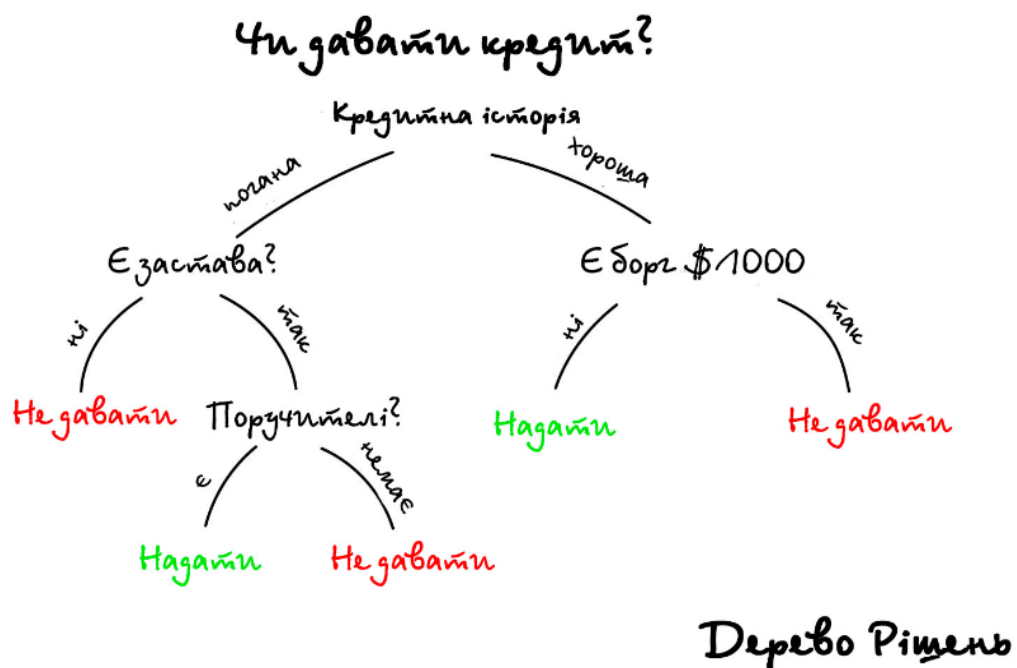 Чи давати кредит?
Кредитна історія
погана
хороша
Є застава?
Є борг $1000
ні
так
ні
так
Не давати
Поручителі?
Надати
Не давати
є
немає
Надати
Не давати
Дерево Рішень